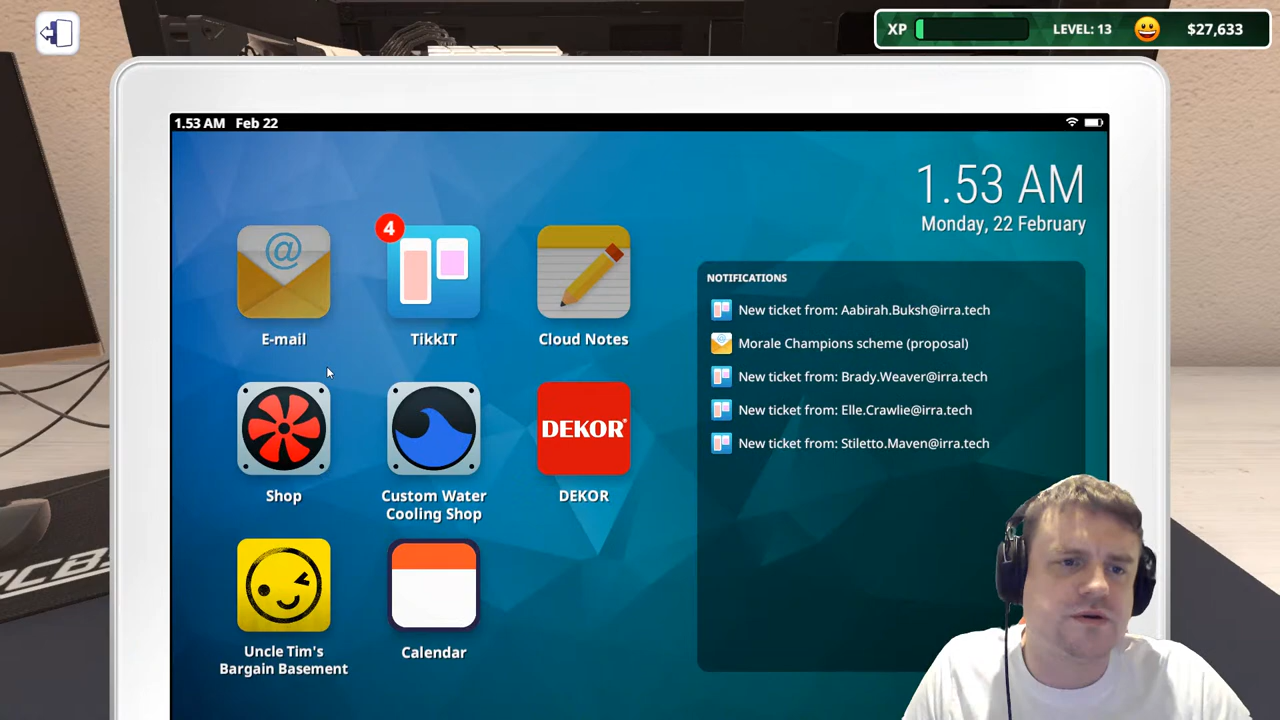 XP
LEVEL: 13
$27,633
1.53 AM Feb 22
1.53 AM
Monday, 22 February
4
E-mail
TikkIT
Cloud Notes
NOTIFICATIONS
New ticket from: Aabirah.Buksh@irra.tech
Morale Champions scheme (proposal)
New ticket from: Brady.Weaver@irra.tech
New ticket from: Elle.Crawlie@irra.tech
New ticket from: Stiletto.Maven@irra.tech
DEKOR
Shop
Custom Water
Cooling Shop
DEKOR
Uncle Tim's
Bargain Basement
Calendar
PCBS